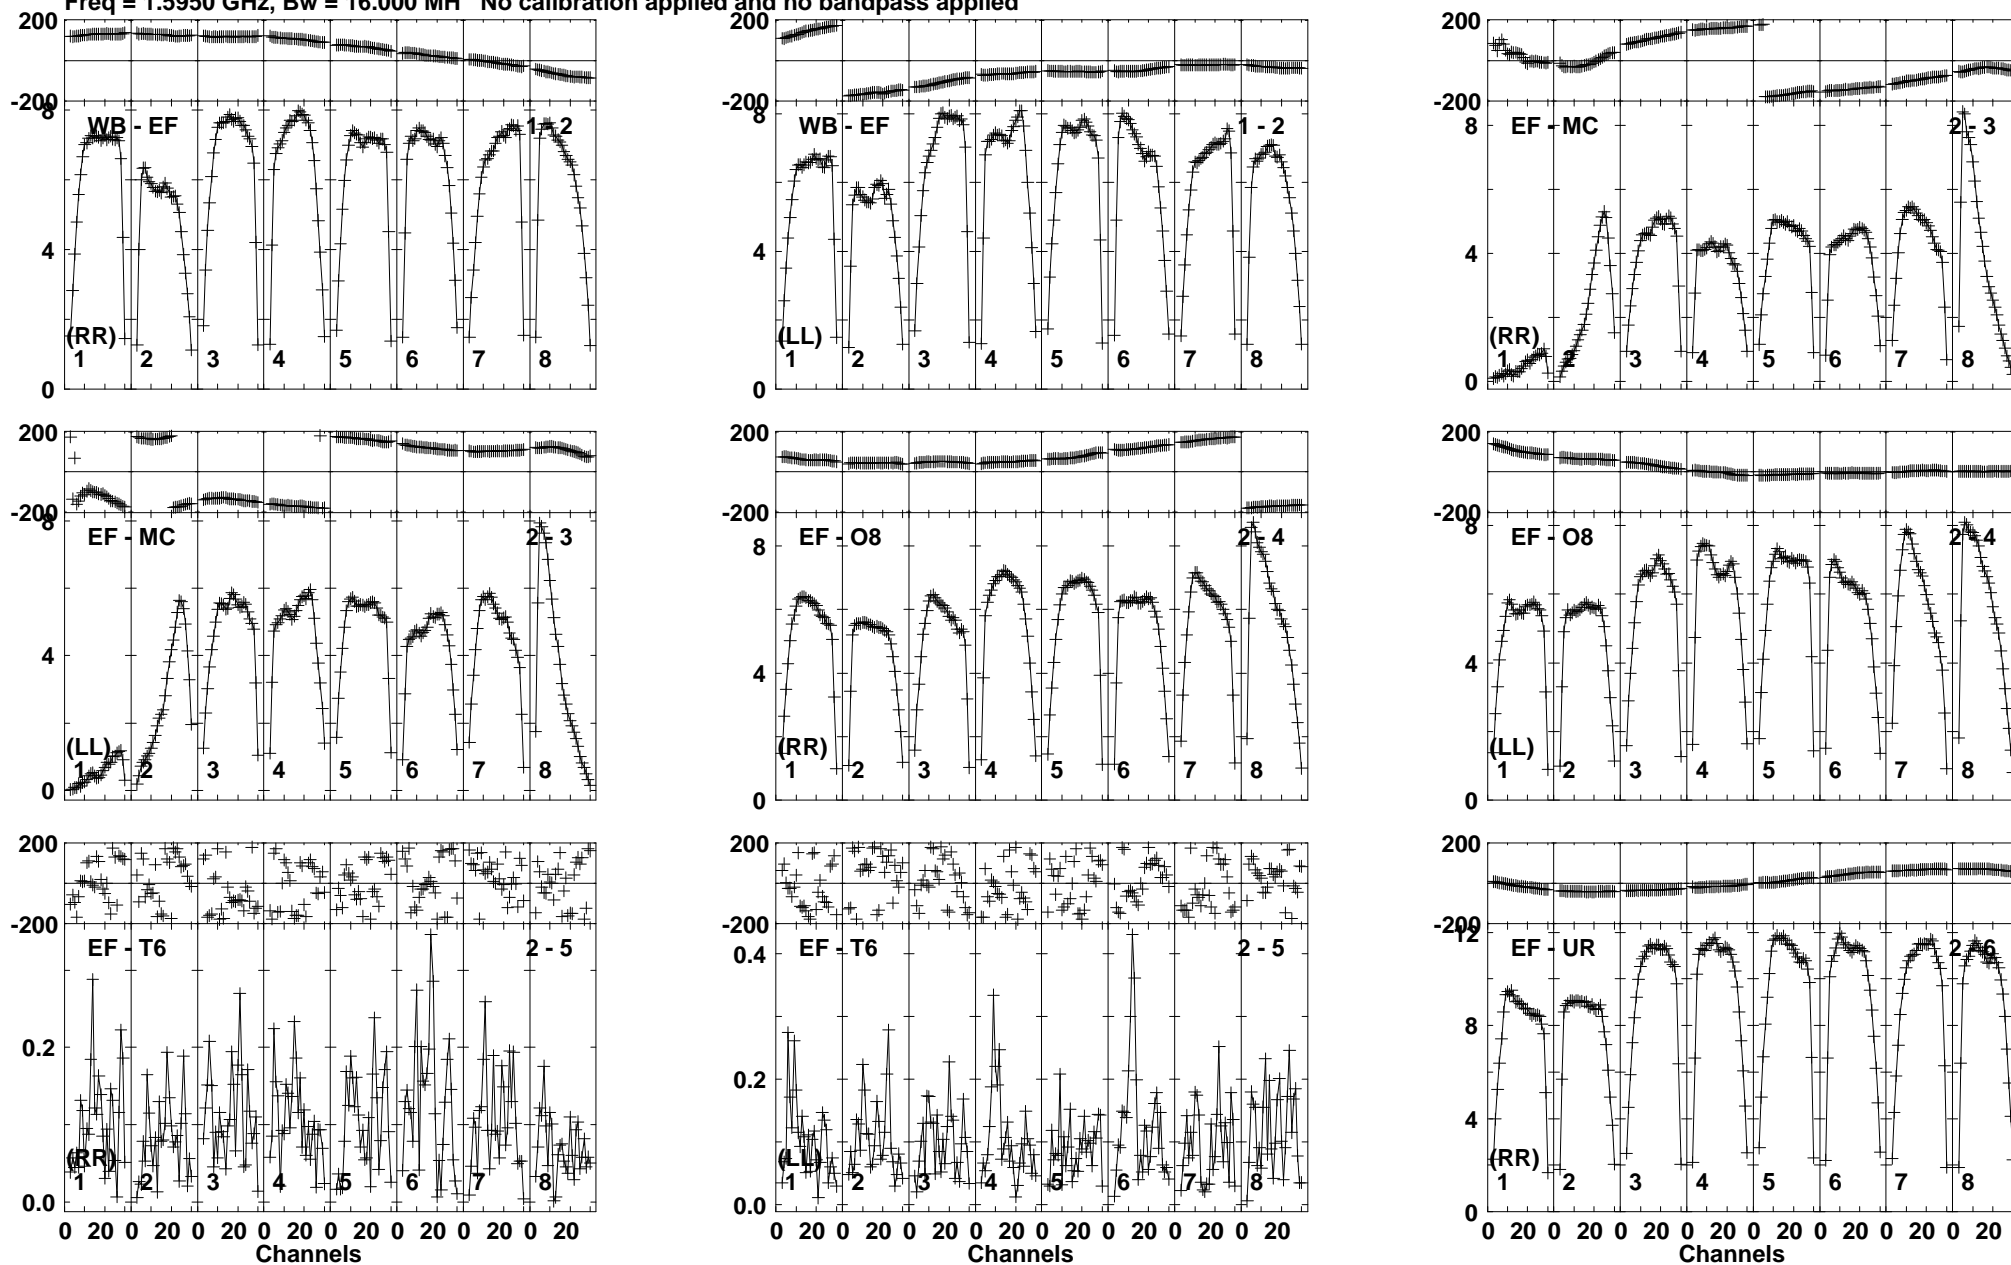 Freq = 1.5950 GHz, Bw = 16.000 MH No calibration applied and no bandpass applied
200 200 200
-200 -200 -200
8 WB - EF 1 - 2 8 WB - EF 1 - 2 8 EF - MC 2 - 3
4 4 4
(RR) (LL) (RR)
1 2 3 4 5 6 7 8 1 2 3 4 5 6 7 8 1 2 3 4 5 6 7 8
0 0 0
200 200 200
-200 -200 -200
8 EF - MC 2 - 3 8 EF - O8 2 - 4 8 EF - O8 2 - 4
4 4 4
(LL) (RR) (LL)
1 2 3 4 5 6 7 8 1 2 3 4 5 6 7 8 1 2 3 4 5 6 7 8
0 0 0
200 200 200
-200 -200 -200
EF - T6 2 - 5 0.4 EF - T6 2 - 5 12 EF - UR 2 - 6
0.2 0.2 8
4
(RR) (LL) (RR)
1 2 3 4 5 6 7 8 1 2 3 4 5 6 7 8 1 2 3 4 5 6 7 8
0.0 0.0 0
0 20 0 20 0 20 0 20 0 20 0 20 0 20 0 20 0 20 0 20 0 20 0 20 0 20 0 20 0 20 0 20 0 20 0 20 0 20 0 20 0 20 0 20 0 20 0 20
Channels Channels Channels